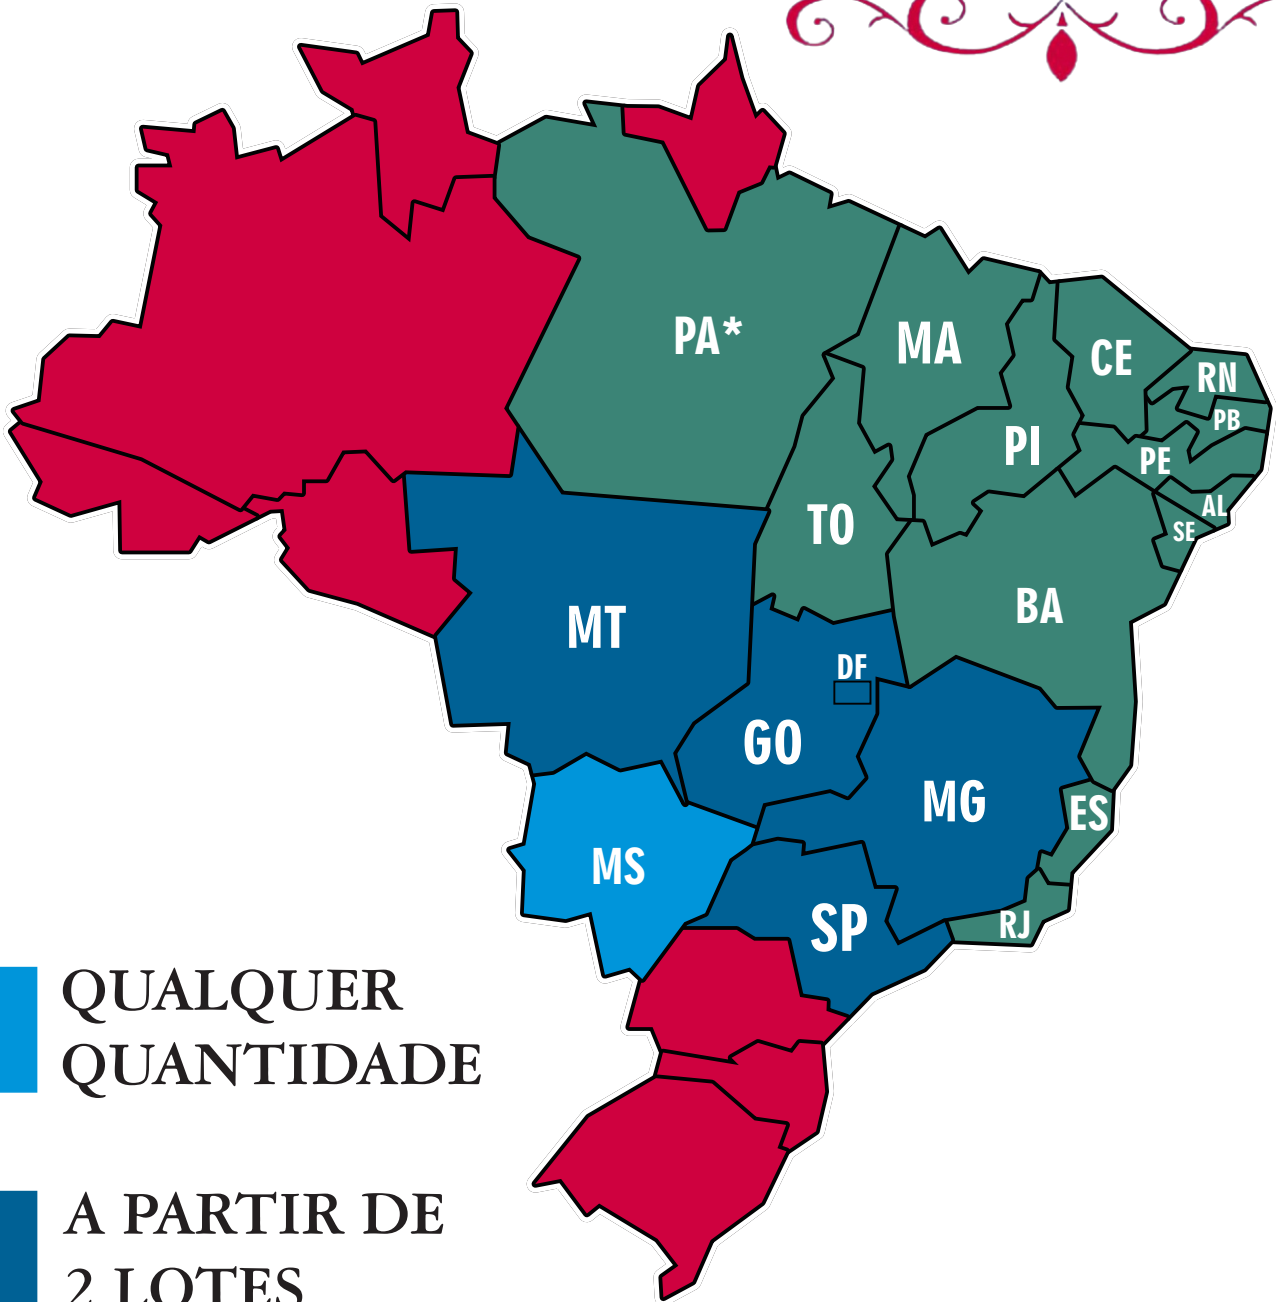 PA*
MA
CE
RN
PB
PI
PE
AL
SE
TO
BA
MT
DF
GO
MG
ES
MS
SP
RJ
QUALQUER
QUANTIDADE
A PARTIR DE
2 LOTES